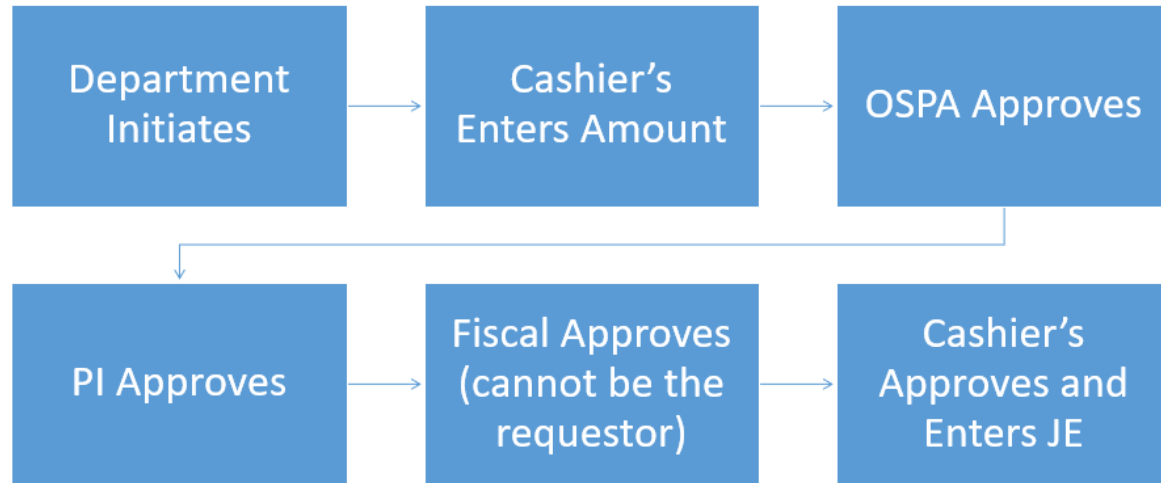 Department
Initiates
Cashier’s
Enters Amount
OSPA Approves
PI Approves
Fiscal Approves
(cannot be the
requestor)
Cashier’s
Approves and
Enters JE